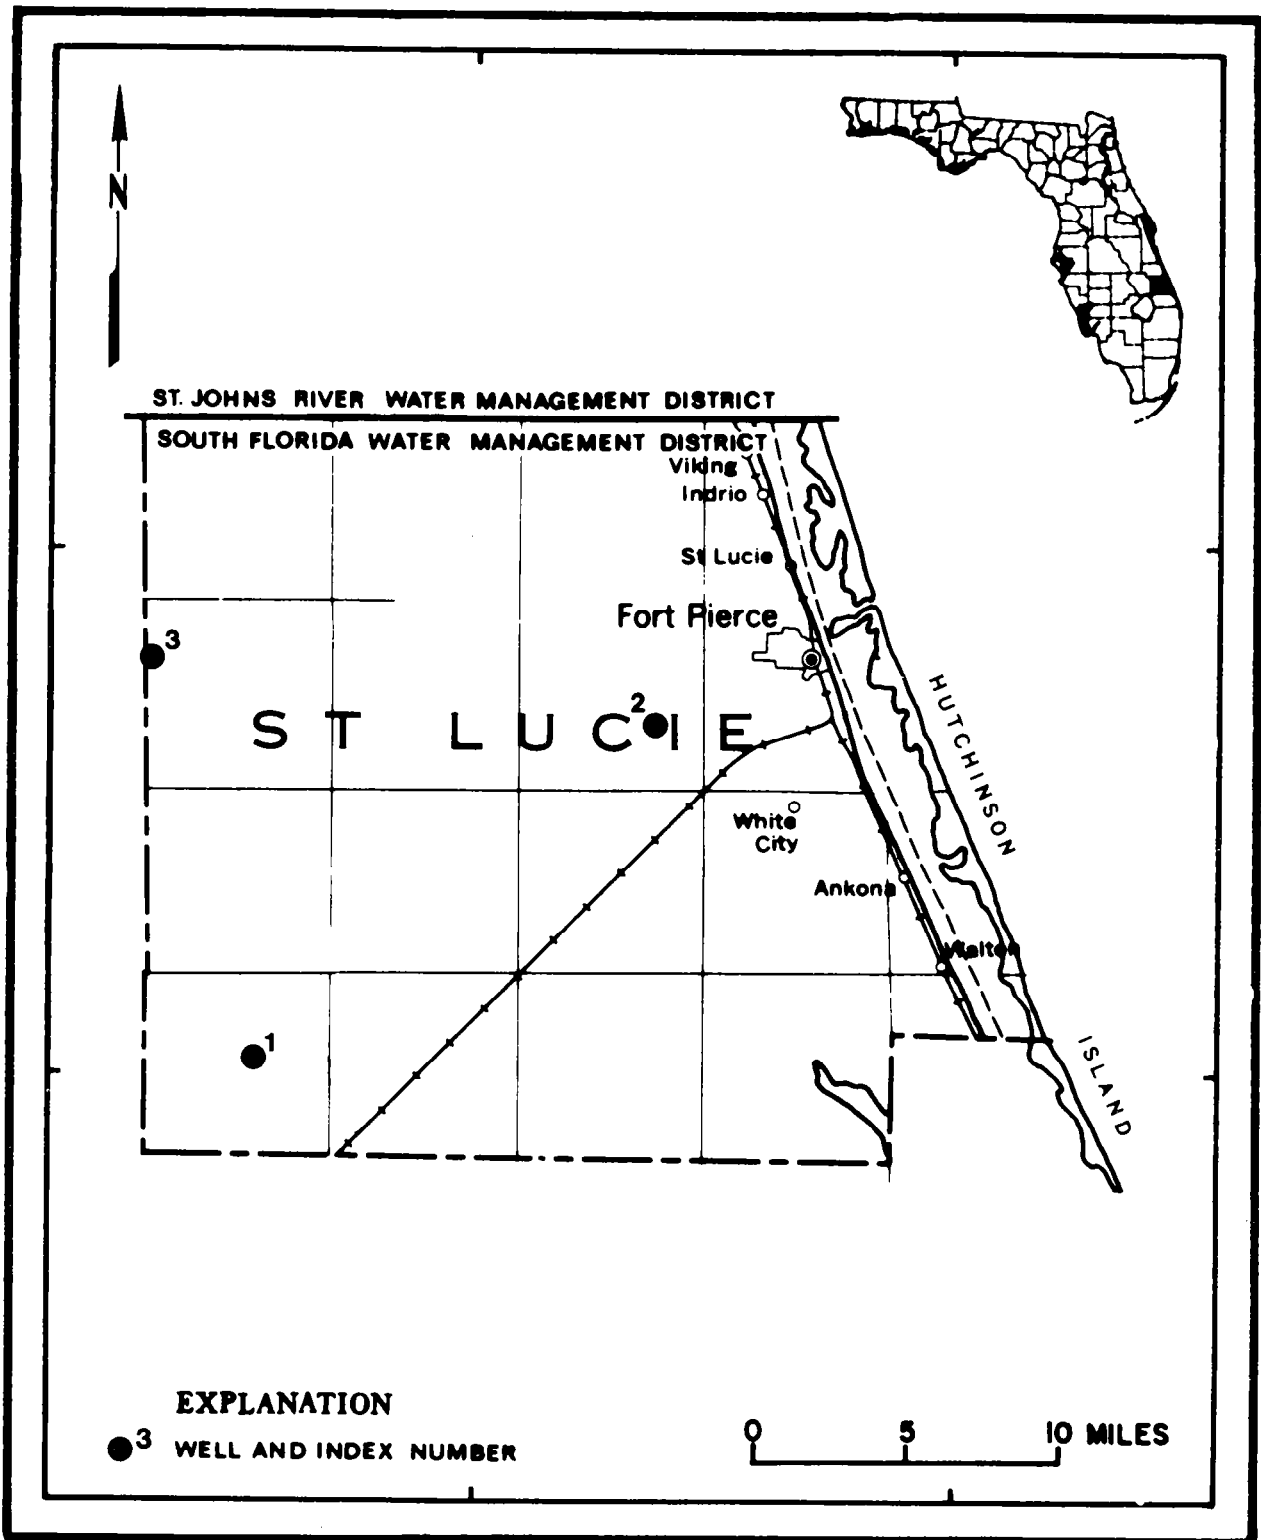 N
ST. JOHNS RIVER WATER MANAGEMENT DISTRICT
SOUTH FLORIDA WATER MANAGEMENT DISTRICT
Viking
Indrio
St Lucie
Fort Pierce
3
2
ST LUCIE
HUTCHINSON
White
City
Ankona
Walton
1
ISLAND
EXPLANATION
3 WELL AND INDEX NUMBER
0 5 10 MILES